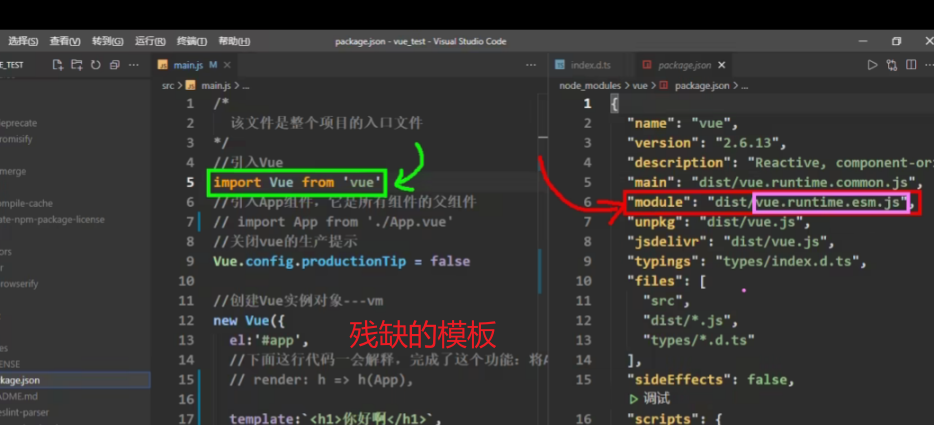 选择(S) 查看(V) 转到(G) 运行(R) 终端(T) 帮助(H) package.json - vue_test - Visual Studio Code
E_TEST
main.js M
index.d.ts
package.json
src > main.js > ...
node_modules > vue > package.json > ...
1 /*
2 该文件是整个项目的入口文件
3 */
4 //引入Vue
5 import Vue from 'vue'
6 //引入App组件，它是所有组件的父组件
7 // import App from './App.vue'
8 //关闭vue的生产提示
9 Vue.config.productionTip = false
10
11 //创建Vue实例对象---vm
12 new Vue({
13 el:'#app',
14 //下面这行代码一会解释，完成了这个功能：将A
15 // render: h => h(App),
16
17 template:`<h1>你好啊</h1>`,
残缺的模板
1 {
2 "name": "vue",
3 "version": "2.6.13",
4 "description": "Reactive, component-or
5 "main": "dist/vue.runtime.common.js",
6 "module": "dist/vue.runtime.esm.js",
7 "unpkg": "dist/vue.js",
8 "jsdelivr": "dist/vue.js",
9 "typings": "types/index.d.ts",
10 "files": [
11 "src",
12 "dist/*.js",
13 "types/*.d.ts"
14 ],
15 "sideEffects": false,
调试
16 "scripts": {
eprecate
romisify
merge
ompile-cache
ate-npm-package-license
ors
r
rowserify
es
ENSE
ckage.json
ADME.md
eslint-parser